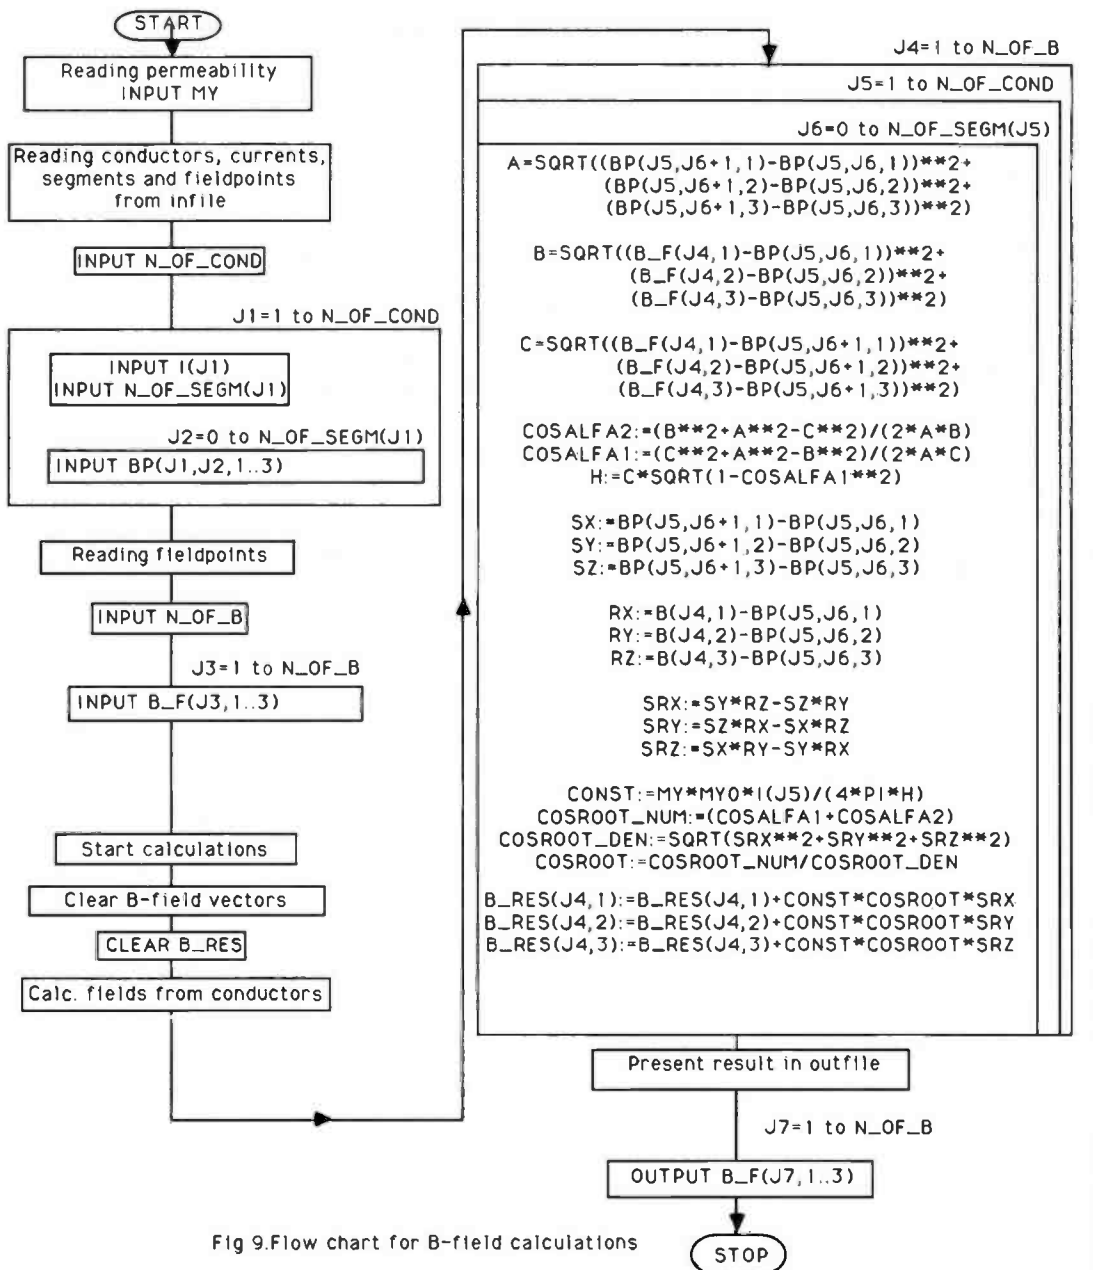 START
Reading permeability
INPUT MY
Reading conductors, currents,
segments and fieldpoints
from infile
INPUT N_OF_COND
J1=1 to N_OF_COND
INPUT I(J1)
INPUT N_OF_SEGM(J1)
J2=0 to N_OF_SEGM(J1)
INPUT BP(J1,J2,1..3)
Reading fieldpoints
INPUT N_OF_B
J3=1 to N_OF_B
INPUT B_F(J3,1..3)
Start calculations
Clear B-field vectors
CLEAR B_RES
Calc. fields from conductors
J4=1 to N_OF_B
J5=1 to N_OF_COND
J6=0 to N_OF_SEGM(J5)
A=SQRT((BP(J5,J6+1,1)-BP(J5,J6,1))**2+
(BP(J5,J6+1,2)-BP(J5,J6,2))**2+
(BP(J5,J6+1,3)-BP(J5,J6,3))**2)
B=SQRT((B_F(J4,1)-BP(J5,J6,1))**2+
(B_F(J4,2)-BP(J5,J6,2))**2+
(B_F(J4,3)-BP(J5,J6,3))**2)
C=SQRT((B_F(J4,1)-BP(J5,J6+1,1))**2+
(B_F(J4,2)-BP(J5,J6+1,2))**2+
(B_F(J4,3)-BP(J5,J6+1,3))**2)
COSALFA2:=(B**2+A**2-C**2)/(2*A*B)
COSALFA1:=(C**2+A**2-B**2)/(2*A*C)
H:=C*SQRT(1-COSALFA1**2)
SX:=BP(J5,J6+1,1)-BP(J5,J6,1)
SY:=BP(J5,J6+1,2)-BP(J5,J6,2)
SZ:=BP(J5,J6+1,3)-BP(J5,J6,3)
RX:=B(J4,1)-BP(J5,J6,1)
RY:=B(J4,2)-BP(J5,J6,2)
RZ:=B(J4,3)-BP(J5,J6,3)
SRX:=SY*RZ-SZ*RY
SRY:=SZ*RX-SX*RZ
SRZ:=SX*RY-SY*RX
CONST:=MY*MY0*I(J5)/(4*PI*H)
COSROOT_NUM:=(COSALFA1+COSALFA2)
COSROOT_DEN:=SQRT(SRX**2+SRY**2+SRZ**2)
COSROOT:=COSROOT_NUM/COSROOT_DEN
B_RES(J4,1):=B_RES(J4,1)+CONST*COSROOT*SRX
B_RES(J4,2):=B_RES(J4,2)+CONST*COSROOT*SRY
B_RES(J4,3):=B_RES(J4,3)+CONST*COSROOT*SRZ
Present result in outfile
J7=1 to N_OF_B
OUTPUT B_F(J7,1..3)
STOP
Fig 9.Flow chart for B-field calculations